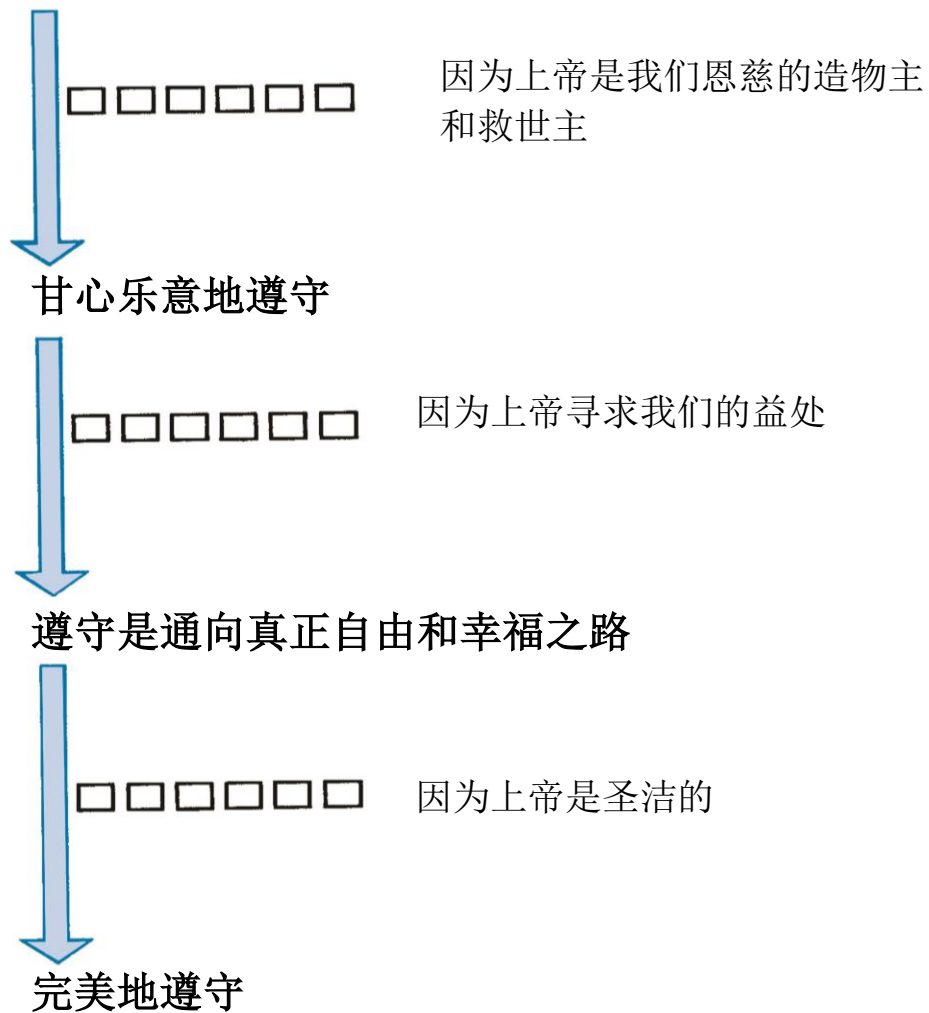 因为上帝是我们恩慈的造物主
和救世主
甘心乐意地遵守
因为上帝寻求我们的益处
遵守是通向真正自由和幸福之路
因为上帝是圣洁的
完美地遵守